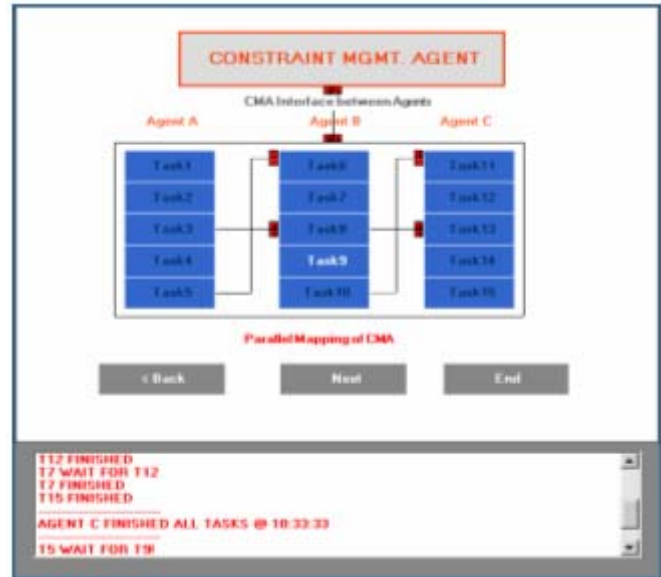 CONSTRAINT MGMT. AGENT
CMA Interface between Agents
Agent A Agent B Agent C
Task1 Task6 Task11
Task2 Task7 Task12
Task3 Task8 Task13
Task4 Task9 Task14
Task5 Task10 Task15
Parallel Mapping of CMA
< Back Next End
T12 FINISHED
T7 WAIT FOR T12
T7 FINISHED
T15 FINISHED
AGENT C FINISHED ALL TASKS @ 18:33:33
T5 WAIT FOR T9!